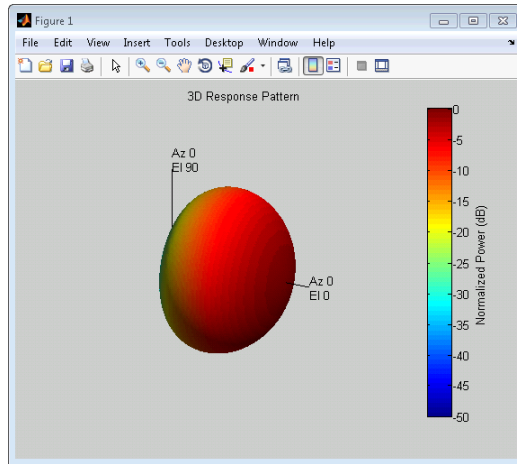 Figure 1
File Edit View Insert Tools Desktop Window Help
3D Response Pattern
Az 0
El 90
Az 0
El 0
0
-5
-10
-15
-20
-25
-30
-35
-40
-45
-50
Normalized Power (dB)